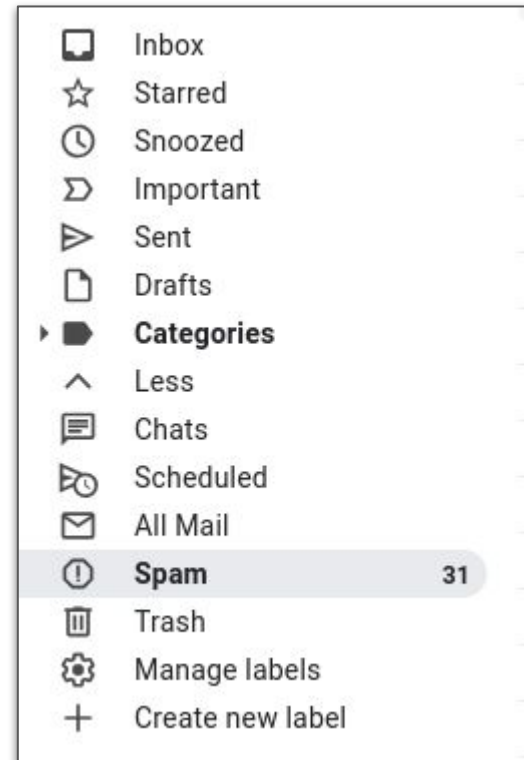 Inbox
Starred
Snoozed
Important
Sent
Drafts
Categories
Less
Chats
Scheduled
All Mail
Spam 31
Trash
Manage labels
Create new label